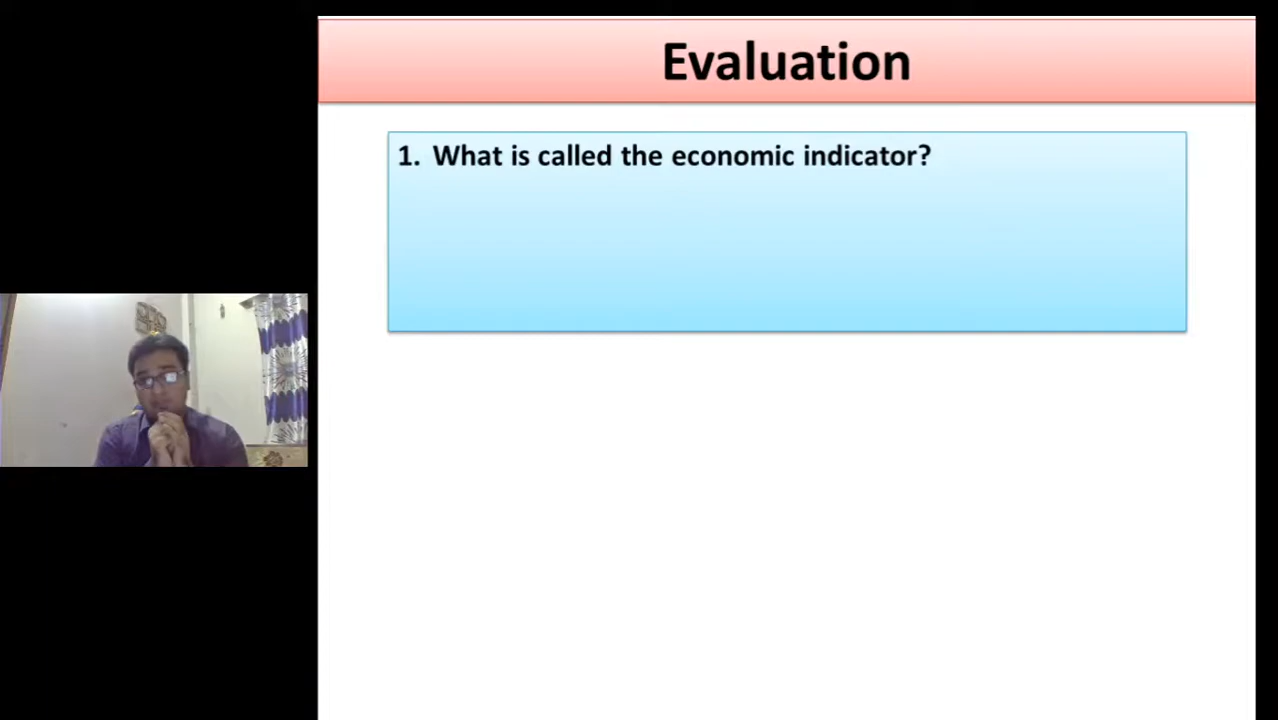 Evaluation
1. What is called the economic indicator?